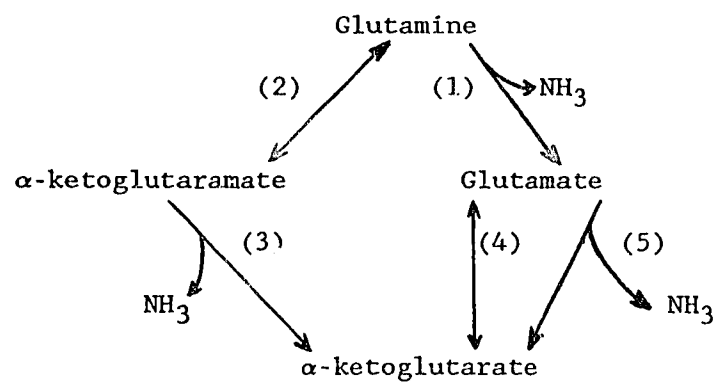 Glutamine
(2) (1) NH3
α-ketoglutaramate Glutamate
(3) (4) (5)
NH3 NH3
α-ketoglutarate